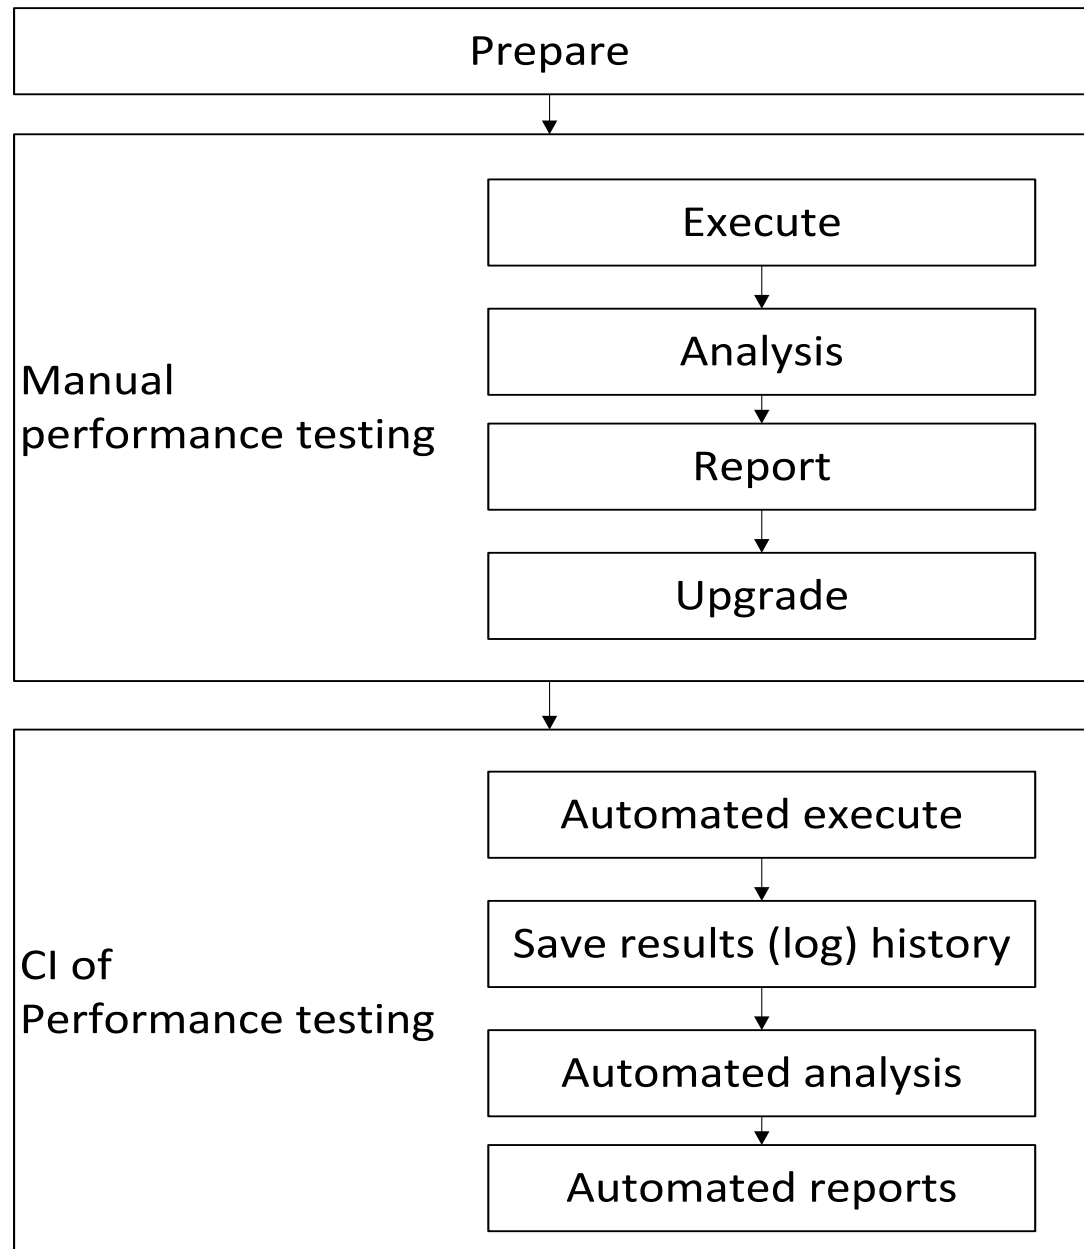 Prepare
Manual
performance testing
Execute
Analysis
Report
Upgrade
CI of
Performance testing
Automated execute
Save results (log) history
Automated analysis
Automated reports